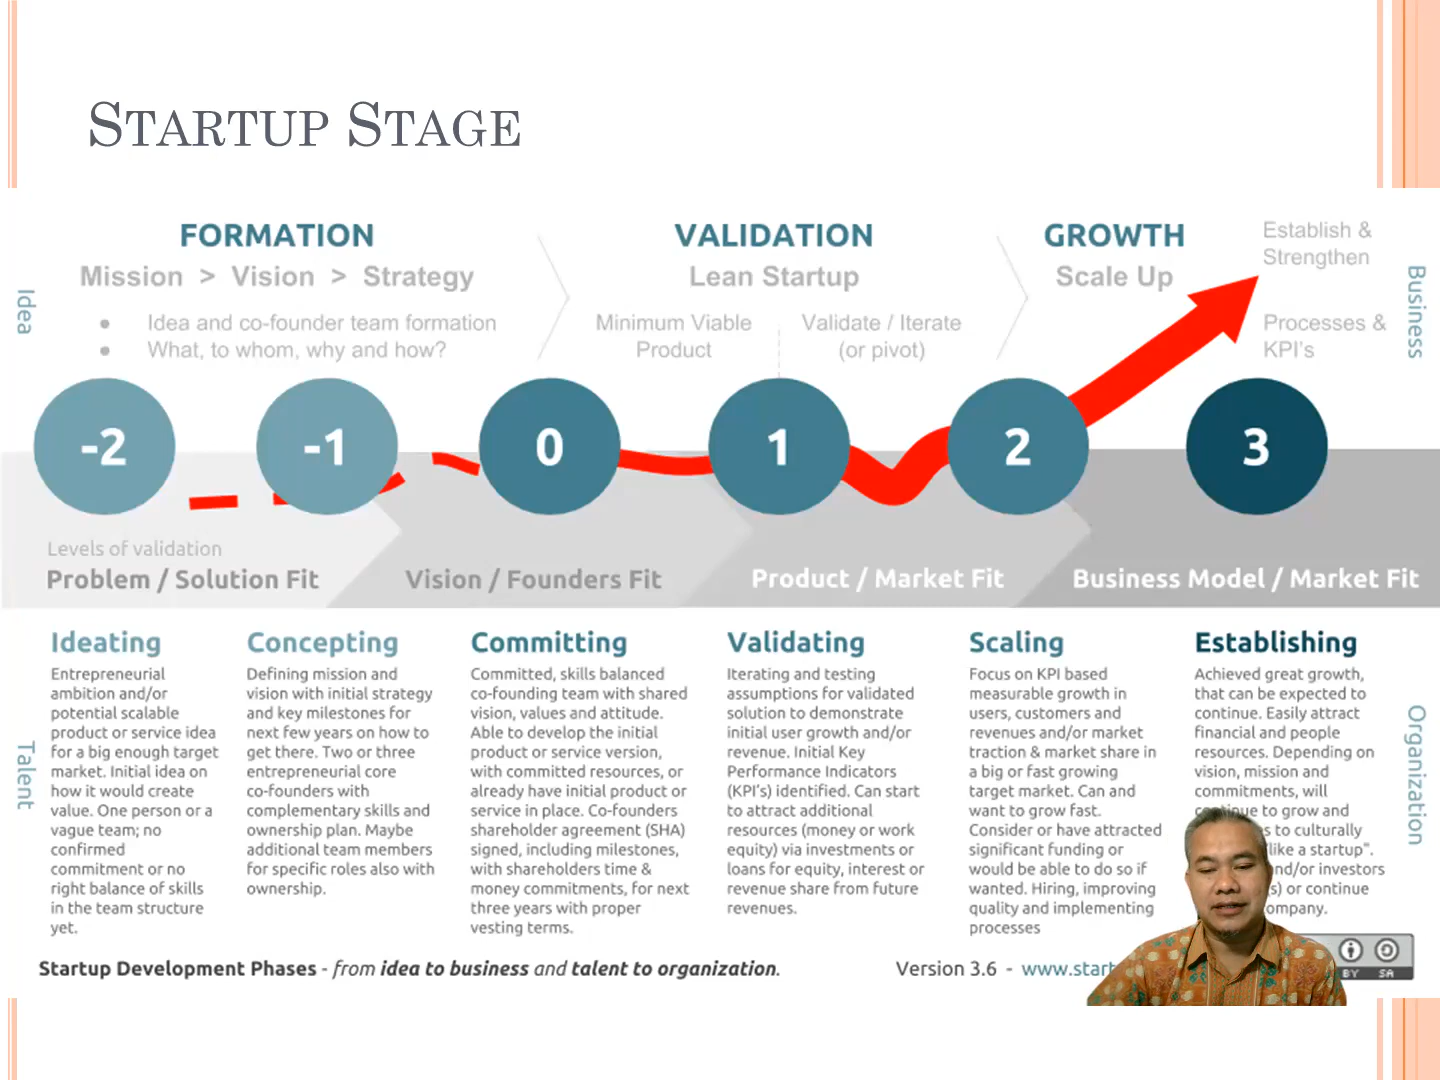 STARTUP STAGE
FORMATION
Mission > Vision > Strategy
• Idea and co-founder team formation
• What, to whom, why and how?
VALIDATION
Lean Startup
Minimum Viable
Product
Validate / Iterate
(or pivot)
GROWTH
Scale Up
Establish &
Strengthen
Processes &
KPI's
Idea
Business
-2
-1
0
1
2
3
Levels of validation
Problem / Solution Fit
Vision / Founders Fit
Product / Market Fit
Business Model / Market Fit
Talent
Organization
Ideating
Entrepreneurial
ambition and/or
potential scalable
product or service idea
for a big enough target
market. Initial idea on
how it would create
value. One person or a
vague team; no
confirmed
commitment or no
right balance of skills
in the team structure
yet.
Concepting
Defining mission and
vision with initial strategy
and key milestones for
next few years on how to
get there. Two or three
entrepreneurial core
co-founders with
complementary skills and
ownership plan. Maybe
additional team members
for specific roles also with
ownership.
Committing
Committed, skills balanced
co-founding team with shared
vision, values and attitude.
Able to develop the initial
product or service version,
with committed resources, or
already have initial product or
service in place. Co-founders
shareholder agreement (SHA)
signed, including milestones,
with shareholders time &
money commitments, for next
three years with proper
vesting terms.
Validating
Iterating and testing
assumptions for validated
solution to demonstrate
initial user growth and/or
revenue. Initial Key
Performance Indicators
(KPI's) identified. Can start
to attract additional
resources (money or work
equity) via investments or
loans for equity, interest or
revenue share from future
revenues.
Scaling
Focus on KPI based
measurable growth in
users, customers and
revenues and/or market
traction & market share in
a big or fast growing
target market. Can and
want to grow fast.
Consider or have attracted
significant funding or
would be able to do so if
wanted. Hiring, improving
quality and implementing
processes
Establishing
Achieved great growth,
that can be expected to
continue. Easily attract
financial and people
resources. Depending on
vision, mission and
commitments, will
to grow and
to culturally
"like a startup".
and/or investors
or continue
Startup Development Phases - from idea to business and talent to organization.
Version 3.6 - www.start
BY SA